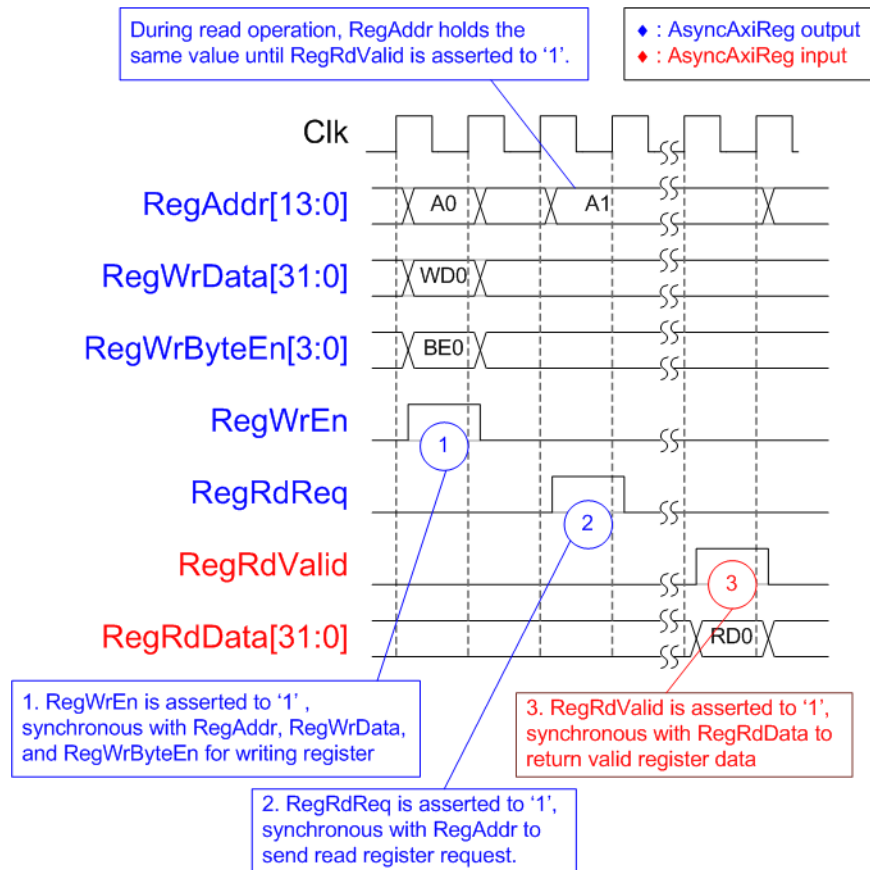 During read operation, RegAddr holds the
same value until RegRdValid is asserted to ‘1’.
♦ : AsyncAxiReg output
♦ : AsyncAxiReg input
Clk
RegAddr[13:0]
A0
A1
RegWrData[31:0]
WD0
RegWrByteEn[3:0]
BE0
RegWrEn
1
RegRdReq
2
RegRdValid
3
RegRdData[31:0]
RD0
1. RegWrEn is asserted to ‘1’ ,
synchronous with RegAddr, RegWrData,
and RegWrByteEn for writing register
3. RegRdValid is asserted to ‘1’,
synchronous with RegRdData to
return valid register data
2. RegRdReq is asserted to ‘1’,
synchronous with RegAddr to
send read register request.